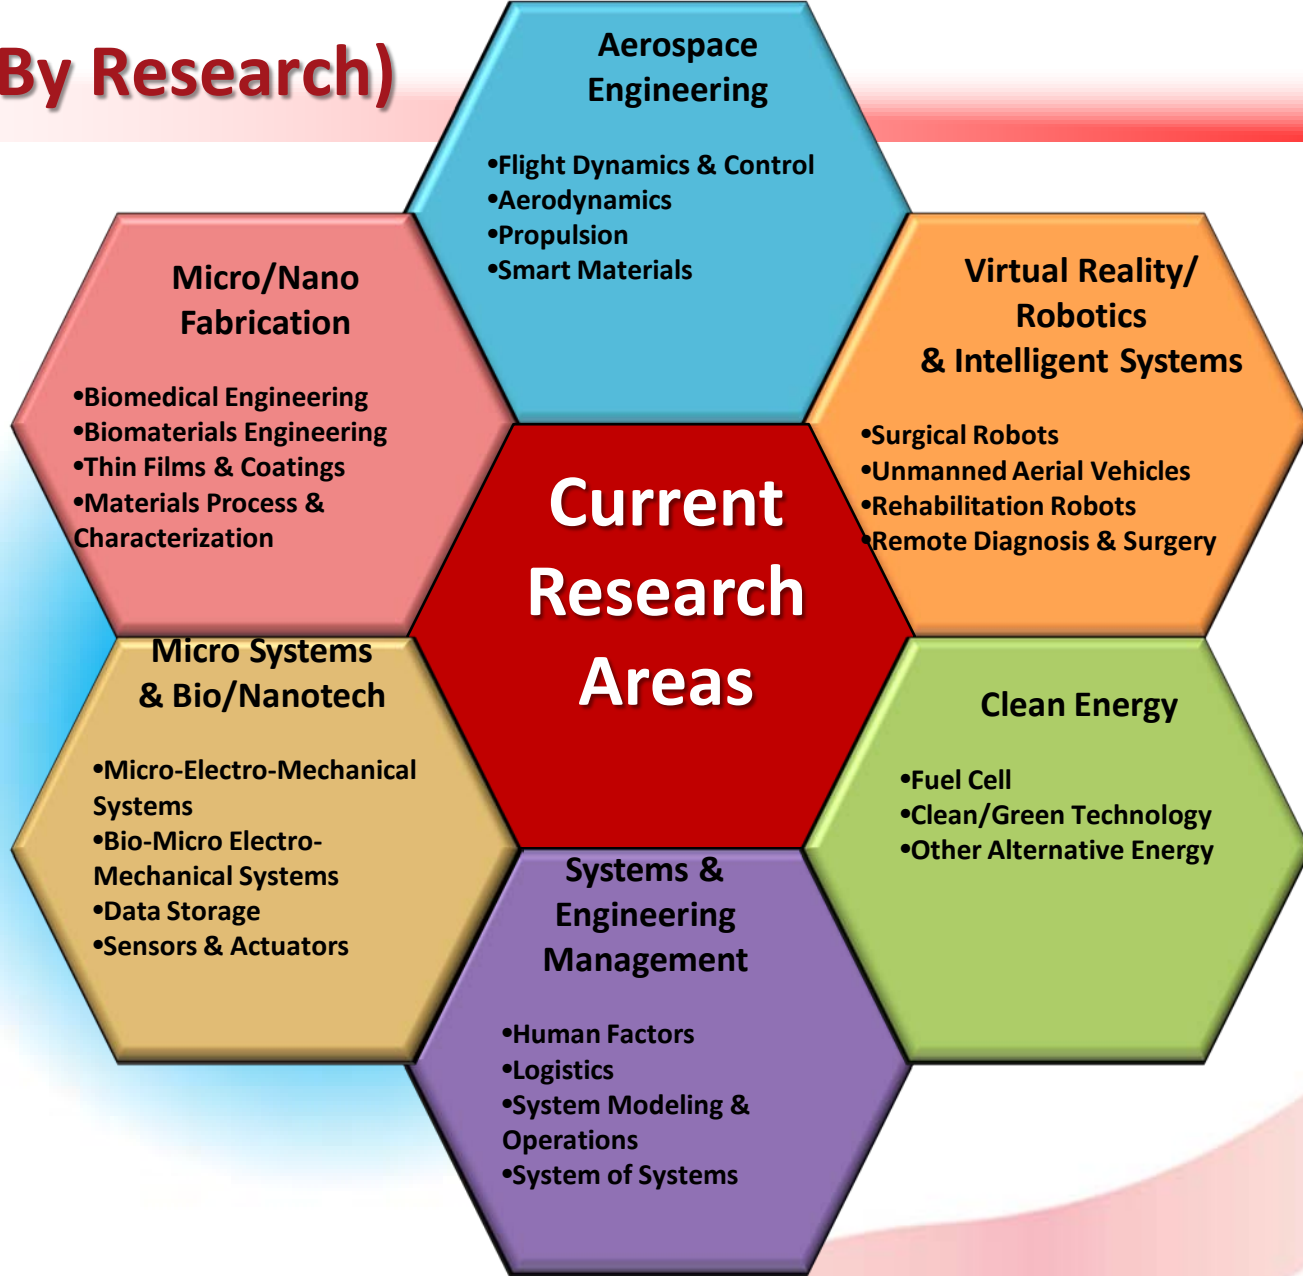 By Research)
Aerospace
Engineering
•Flight Dynamics & Control
•Aerodynamics
•Propulsion
•Smart Materials
Micro/Nano
Fabrication
•Biomedical Engineering
•Biomaterials Engineering
•Thin Films & Coatings
•Materials Process &
Characterization
Virtual Reality/
Robotics
& Intelligent Systems
•Surgical Robots
•Unmanned Aerial Vehicles
•Rehabilitation Robots
•Remote Diagnosis & Surgery
Current
Research
Areas
Micro Systems
& Bio/Nanotech
•Micro-Electro-Mechanical
Systems
•Bio-Micro Electro-
Mechanical Systems
•Data Storage
•Sensors & Actuators
Clean Energy
•Fuel Cell
•Clean/Green Technology
•Other Alternative Energy
Systems &
Engineering
Management
•Human Factors
•Logistics
•System Modeling &
Operations
•System of Systems